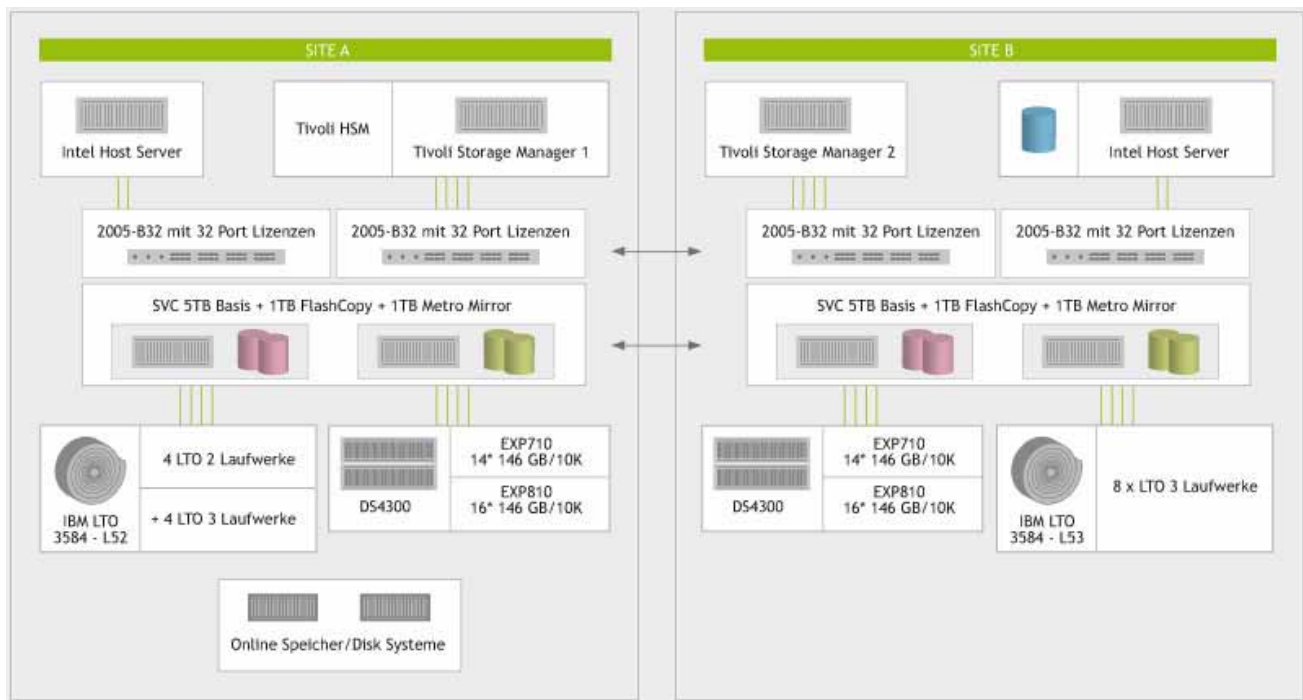 SITE A
Intel Host Server
Tivoli HSM
Tivoli Storage Manager 1
2005-B32 mit 32 Port Lizenzen
2005-B32 mit 32 Port Lizenzen
SVC 5TB Basis + 1TB FlashCopy + 1TB Metro Mirror
IBM LTO
3584 - L52
4 LTO 2 Laufwerke
+ 4 LTO 3 Laufwerke
DS4300
EXP710
14* 146 GB/10K
EXP810
16* 146 GB/10K
Online Speicher/Disk Systeme
SITE B
Tivoli Storage Manager 2
Intel Host Server
2005-B32 mit 32 Port Lizenzen
2005-B32 mit 32 Port Lizenzen
SVC 5TB Basis + 1TB FlashCopy + 1TB Metro Mirror
DS4300
EXP710
14* 146 GB/10K
EXP810
16* 146 GB/10K
IBM LTO
3584 - L53
8 x LTO 3 Laufwerke